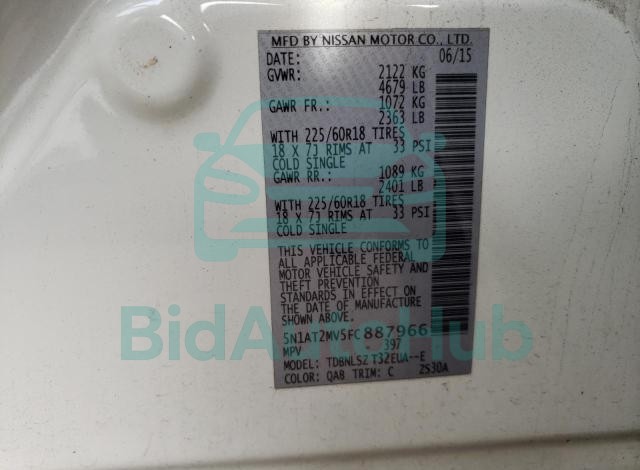 MFD BY NISSAN MOTOR CO., LTD.
DATE: 06/15
GVWR: 2122 KG
4679 LB
GAWR FR.: 1072 KG
2363 LB
WITH 225/60R18 TIRES
18 X 7J RIMS AT 33 PSI
COLD SINGLE
GAWR RR.: 1089 KG
2401 LB
WITH 225/60R18 TIRES
18 X 7J RIMS AT 33 PSI
COLD SINGLE
THIS VEHICLE CONFORMS TO
ALL APPLICABLE FEDERAL
MOTOR VEHICLE SAFETY AND
THEFT PREVENTION
STANDARDS IN EFFECT ON
THE DATE OF MANUFACTURE
SHOWN ABOVE.
BidAutoHub
5N1AT2MV5FC887966
MPV 397
MODEL: TDBNLSZ T32EUA--E
COLOR: QAB TRIM: C 2S30A